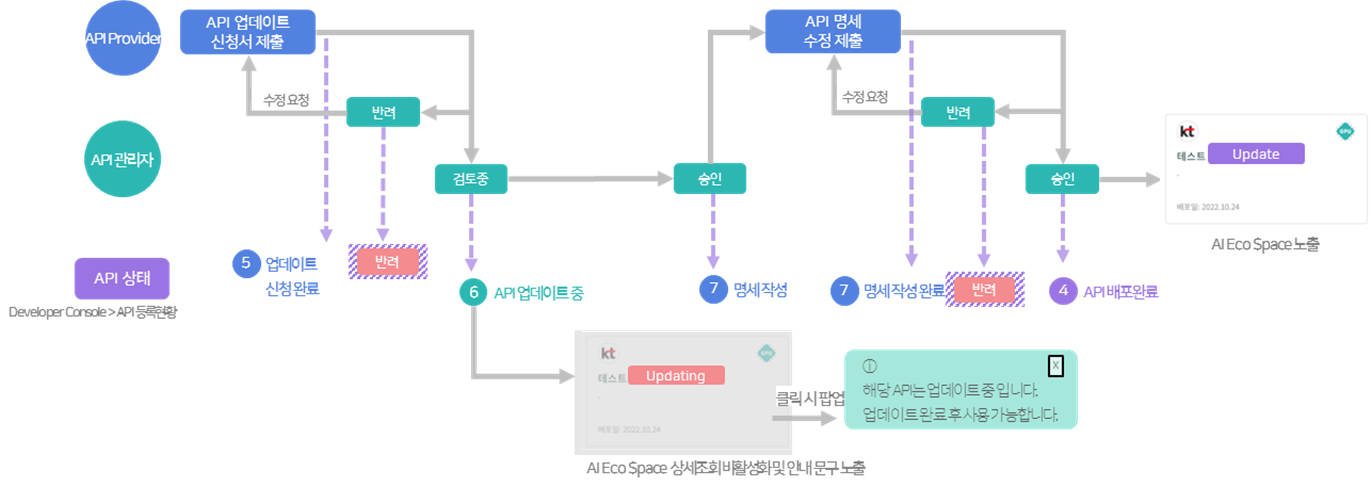 API Provider
API 업데이트
신청서 제출
API 명세
수정 제출
수정 요청
반려
수정 요청
반려
API 관리자
kt
GPU
테스트
Update
배포일: 2022.10.24
AI Eco $pace 노출
검토중
승인
승인
API 상태
Developer Console > API 등록현황
5
업데이트
신청 완료
반려
6
API 업데이트 중
7
명세 작성
7
명세 작성 완료
반려
4
API 배포완료
kt
GPU
테스트
Updating
배포일: 2022.10.24
클릭 시 팝업
X
해당 API는 업데이트 중 입니다.
업데이트 완료 후 사용 가능합니다.
AI Eco $pace 상세조회 비활성화 및 안내 문구 노출